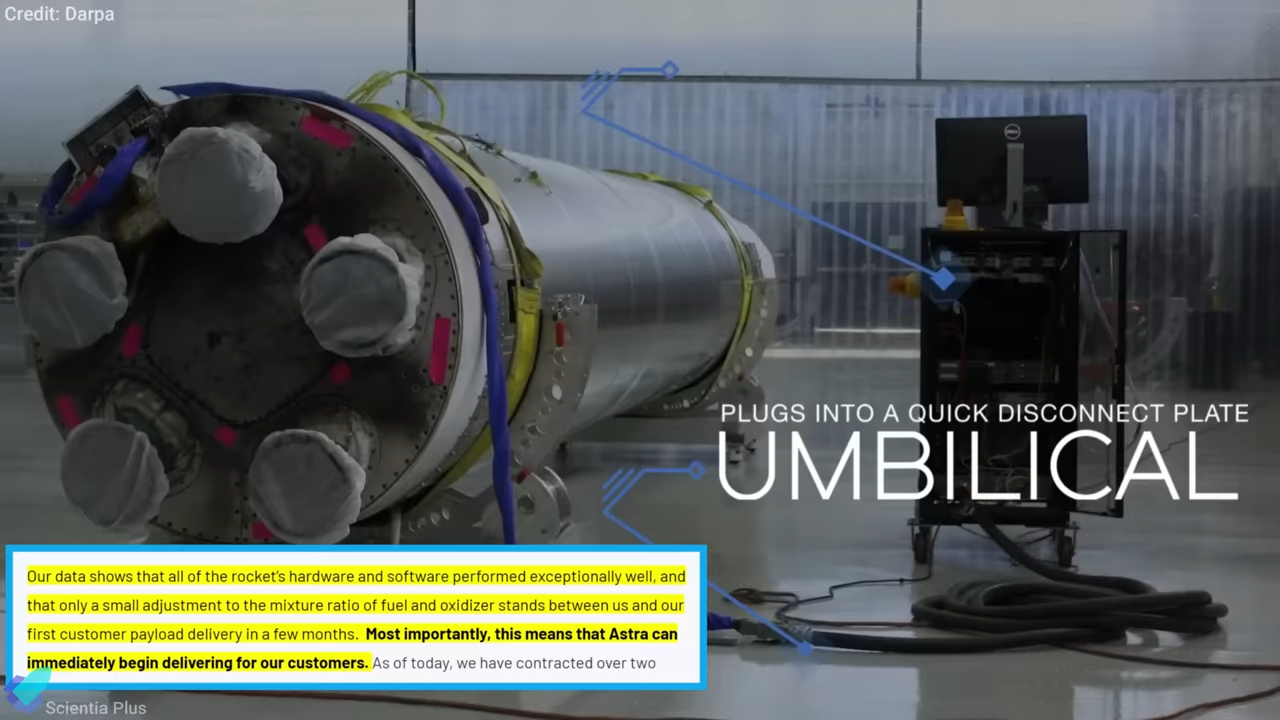 Credit: Darpa
DELL
PLUGS INTO A QUICK DISCONNECT PLATE
UMBILICAL
Our data shows that all of the rocket's hardware and software performed exceptionally well, and
that only a small adjustment to the mixture ratio of fuel and oxidizer stands between us and our
first customer payload delivery in a few months. Most importantly, this means that Astra can
immediately begin delivering for our customers. As of today, we have contracted over two
Scientia Plus